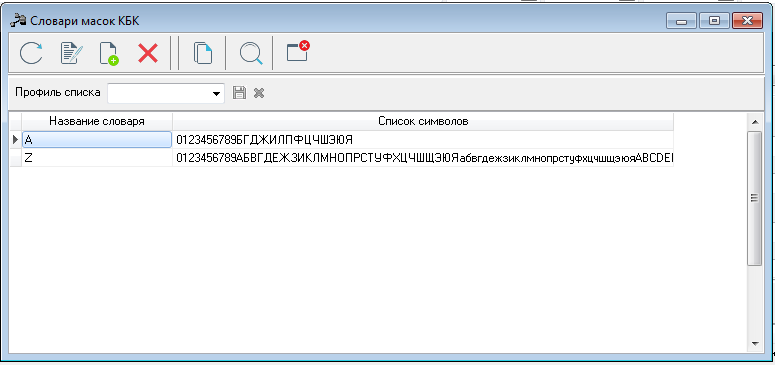 Словари масок КБК
Профиль списка
Название словаря Список символов
A 0123456789БГДЖИЛПФЦЧШЭЮЯ
Z 0123456789АБВГДЕЖЗИКЛМНОПРСТУФХЦЧШЩЭЮЯабвгдежзиклмнопрстуфхцчшщэюяABCDE